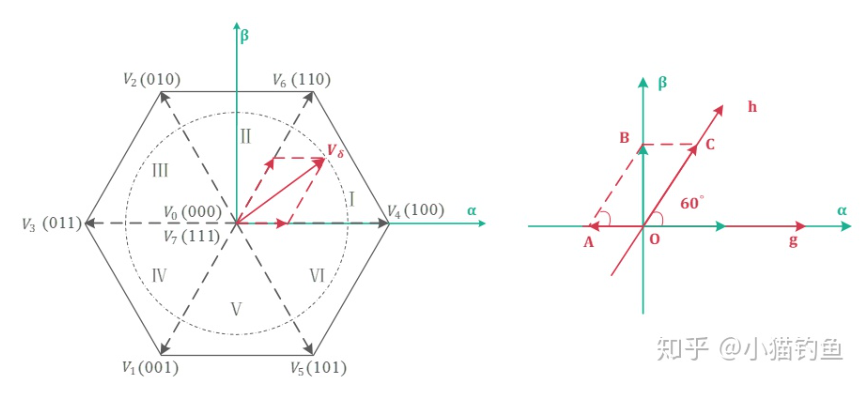 β
V₂(010)
V₆(110)
II
V_δ
III
I
V₀(000)
V₄(100)
α
V₃(011)
V₇(111)
IV
VI
V
V₁(001)
V₅(101)
β
h
B
C
60°
α
A
O
g
知乎 @小猫钓鱼